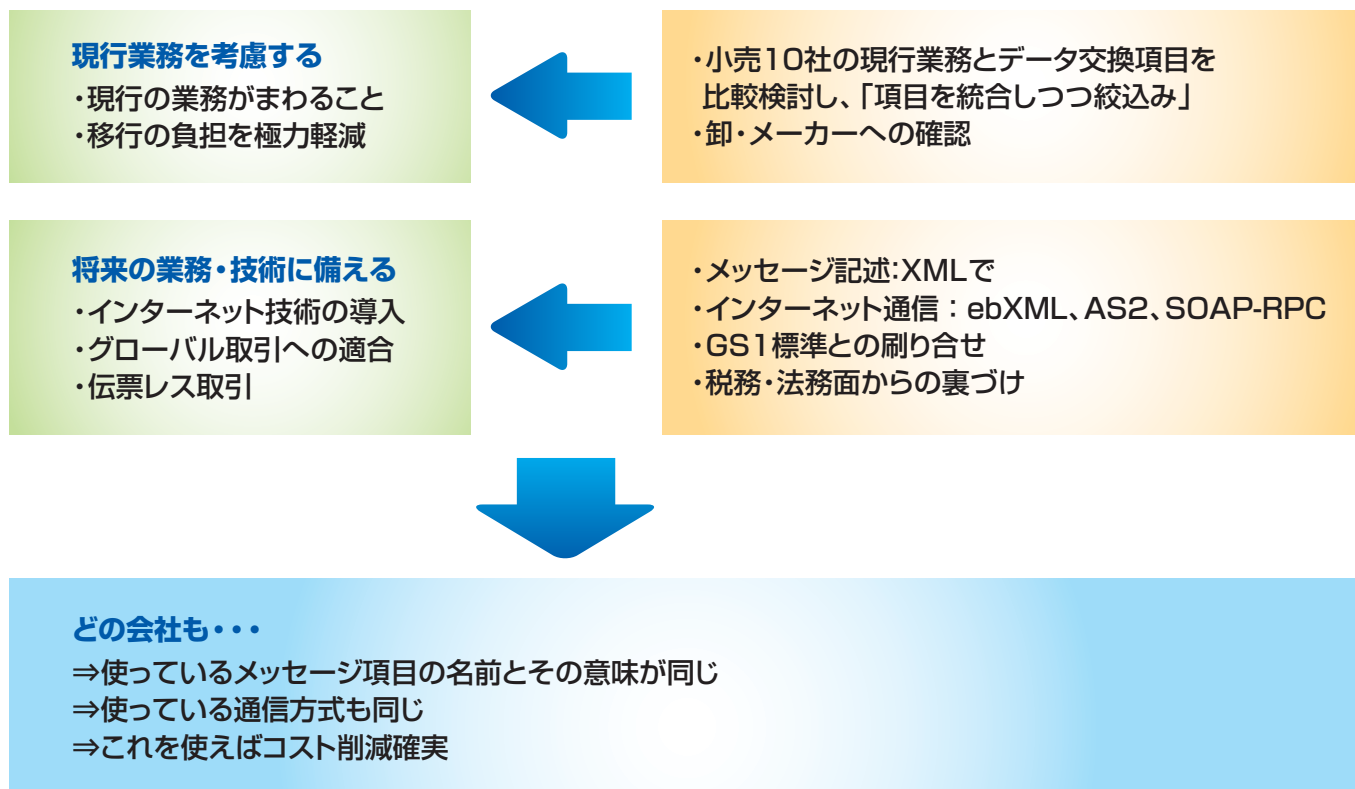 現行業務を考慮する
・現行の業務がまわること
・移行の負担を極力軽減
・小売10社の現行業務とデータ交換項目を
比較検討し、「項目を統合しつつ絞込み」
・卸・メーカーへの確認
将来の業務・技術に備える
・インターネット技術の導入
・グローバル取引への適合
・伝票レス取引
・メッセージ記述:XMLで
・インターネット通信：ebXML、AS2、SOAP-RPC
・GS1標準との刷り合せ
・税務・法務面からの裏づけ
どの会社も・・・
⇒使っているメッセージ項目の名前とその意味が同じ
⇒使っている通信方式も同じ
⇒これを使えばコスト削減確実